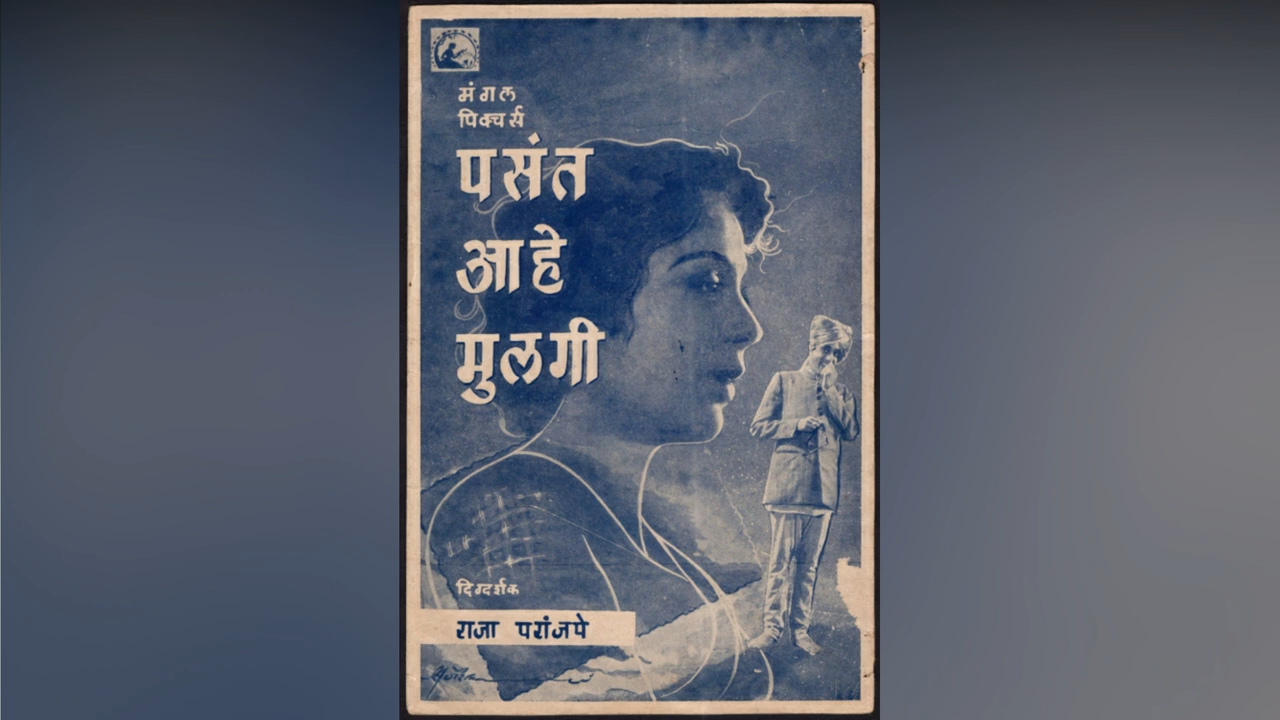 मंगल
पिक्चर्स
पसंत
आहे
मुलगी
दिग्दर्शक
राजा परांजपे